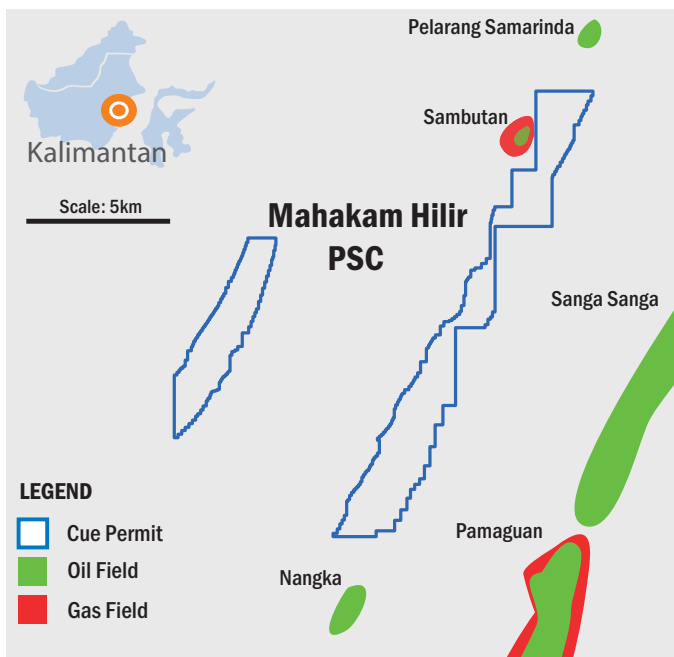 Pelarang Samarinda
Sambutan
Kalimantan
Scale: 5km
Mahakam Hilir
PSC
Sanga Sanga
LEGEND
Cue Permit
Oil Field
Gas Field
Pamaguan
Nangka